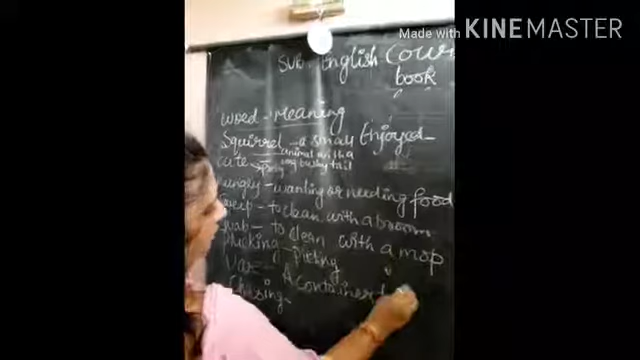 Made with KINEMASTER
Sub. English Cour
book
Word - Meaning
Squirrel - a small Enjoyed -
animal with a
cute - long bushy tail
hungry - wanting or needing food
sweep - to clean with a broom
swab - to clean with a mop
plucking - picking
Vase - A container
Chasing -